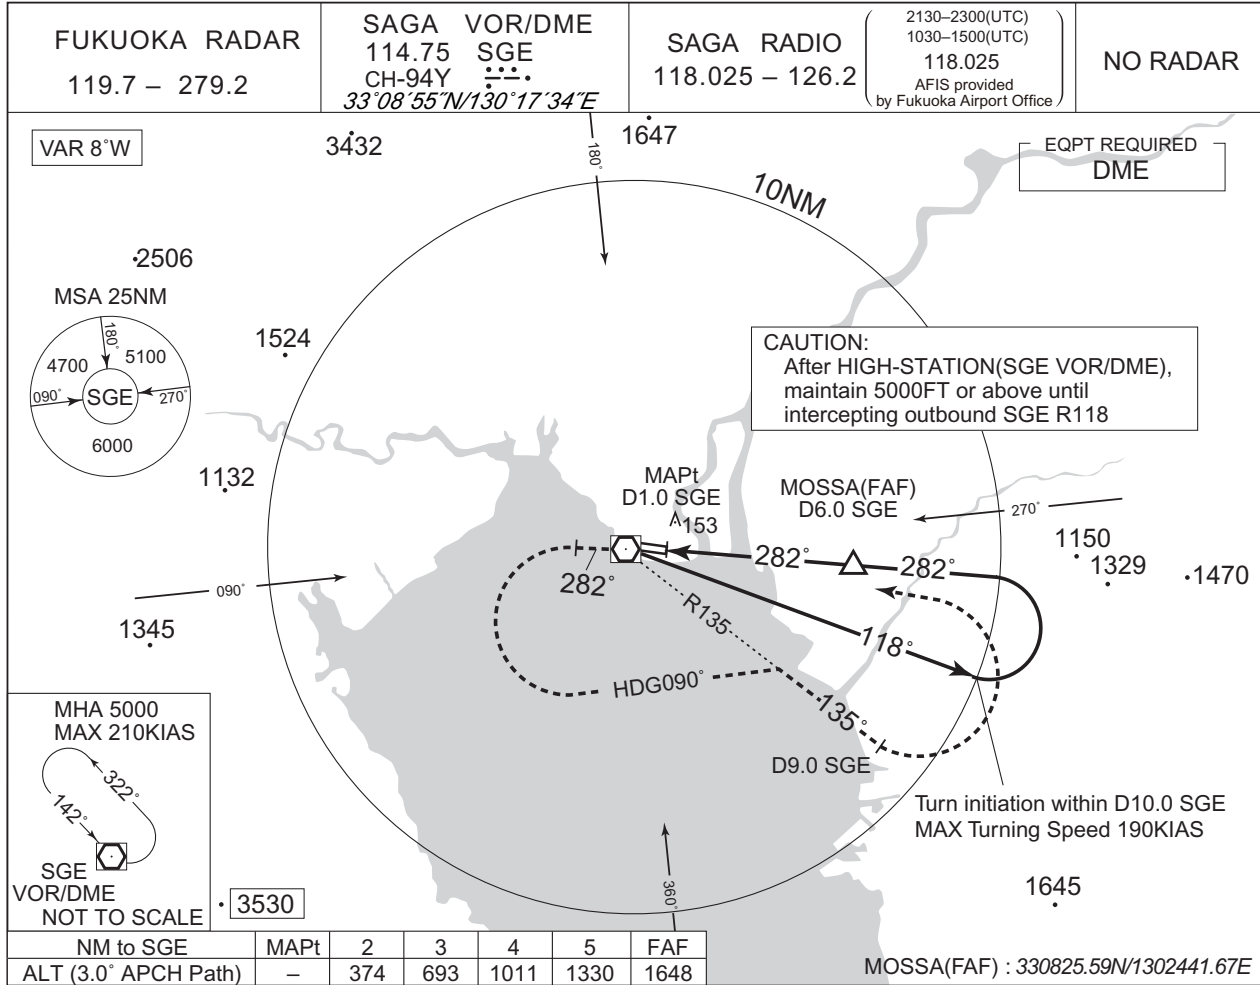 FUKUOKA RADAR
119.7 – 279.2
SAGA VOR/DME
114.75 SGE
CH-94Y
33°08´55˝N/130°17´34˝E
SAGA RADIO
118.025 – 126.2
2130–2300(UTC)
1030–1500(UTC)
118.025
AFIS provided
by Fukuoka Airport Office
NO RADAR
VAR 8°W
3432
180°
1647
EQPT REQUIRED
DME
10NM
2506
MSA 25NM
180°
4700
5100
090°
SGE
270°
6000
1524
CAUTION:
After HIGH-STATION(SGE VOR/DME),
maintain 5000FT or above until
intercepting outbound SGE R118
1132
MAPt
D1.0 SGE
153
MOSSA(FAF)
D6.0 SGE
270°
1150
1329
1470
282°
282°
282°
090°
1345
R135
118°
HDG090°
135°
D9.0 SGE
MHA 5000
MAX 210KIAS
322°
142°
SGE
VOR/DME
NOT TO SCALE
3530
Turn initiation within D10.0 SGE
MAX Turning Speed 190KIAS
360°
1645
NM to SGE MAPt 2 3 4 5 FAF
ALT (3.0° APCH Path) – 374 693 1011 1330 1648
MOSSA(FAF) : 330825.59N/1302441.67E